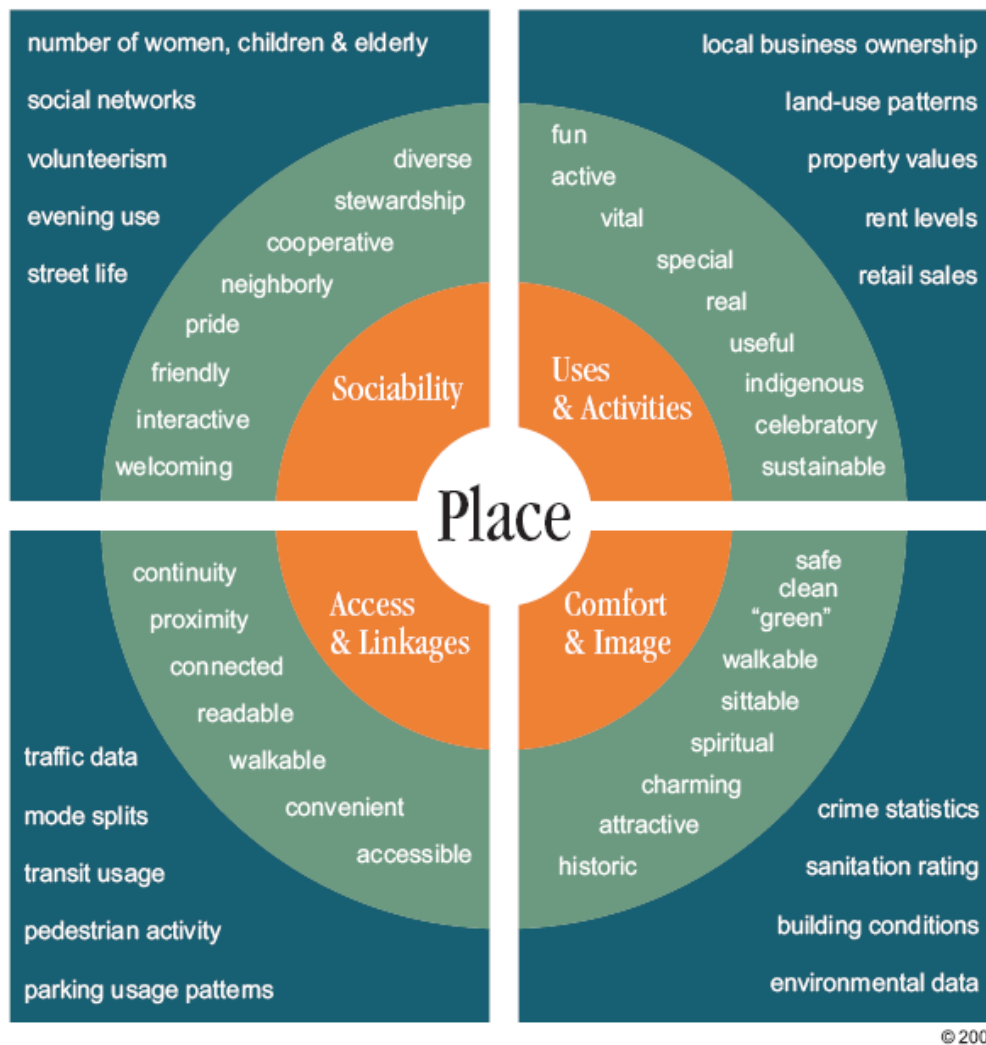 number of women, children & elderly
social networks
volunteerism
evening use
street life
diverse
stewardship
cooperative
neighborly
pride
friendly
interactive
welcoming
Sociability
local business ownership
land-use patterns
property values
rent levels
retail sales
fun
active
vital
special
real
useful
indigenous
celebratory
sustainable
Uses
& Activities
Place
continuity
proximity
connected
readable
walkable
convenient
accessible
Access
& Linkages
traffic data
mode splits
transit usage
pedestrian activity
parking usage patterns
Comfort
& Image
safe
clean
“green”
walkable
sittable
spiritual
charming
attractive
historic
crime statistics
sanitation rating
building conditions
environmental data
© 200